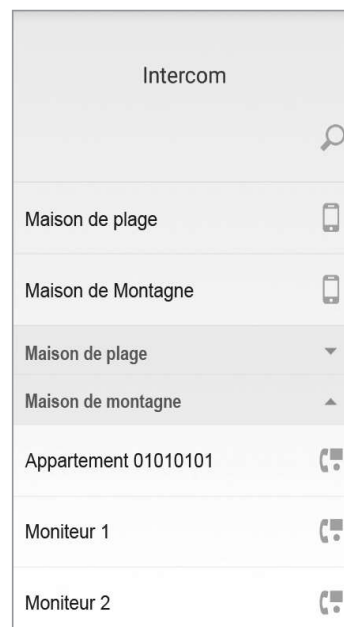 Intercom
Maison de plage
Maison de Montagne
Maison de plage
Maison de montagne
Appartement 01010101
Moniteur 1
Moniteur 2